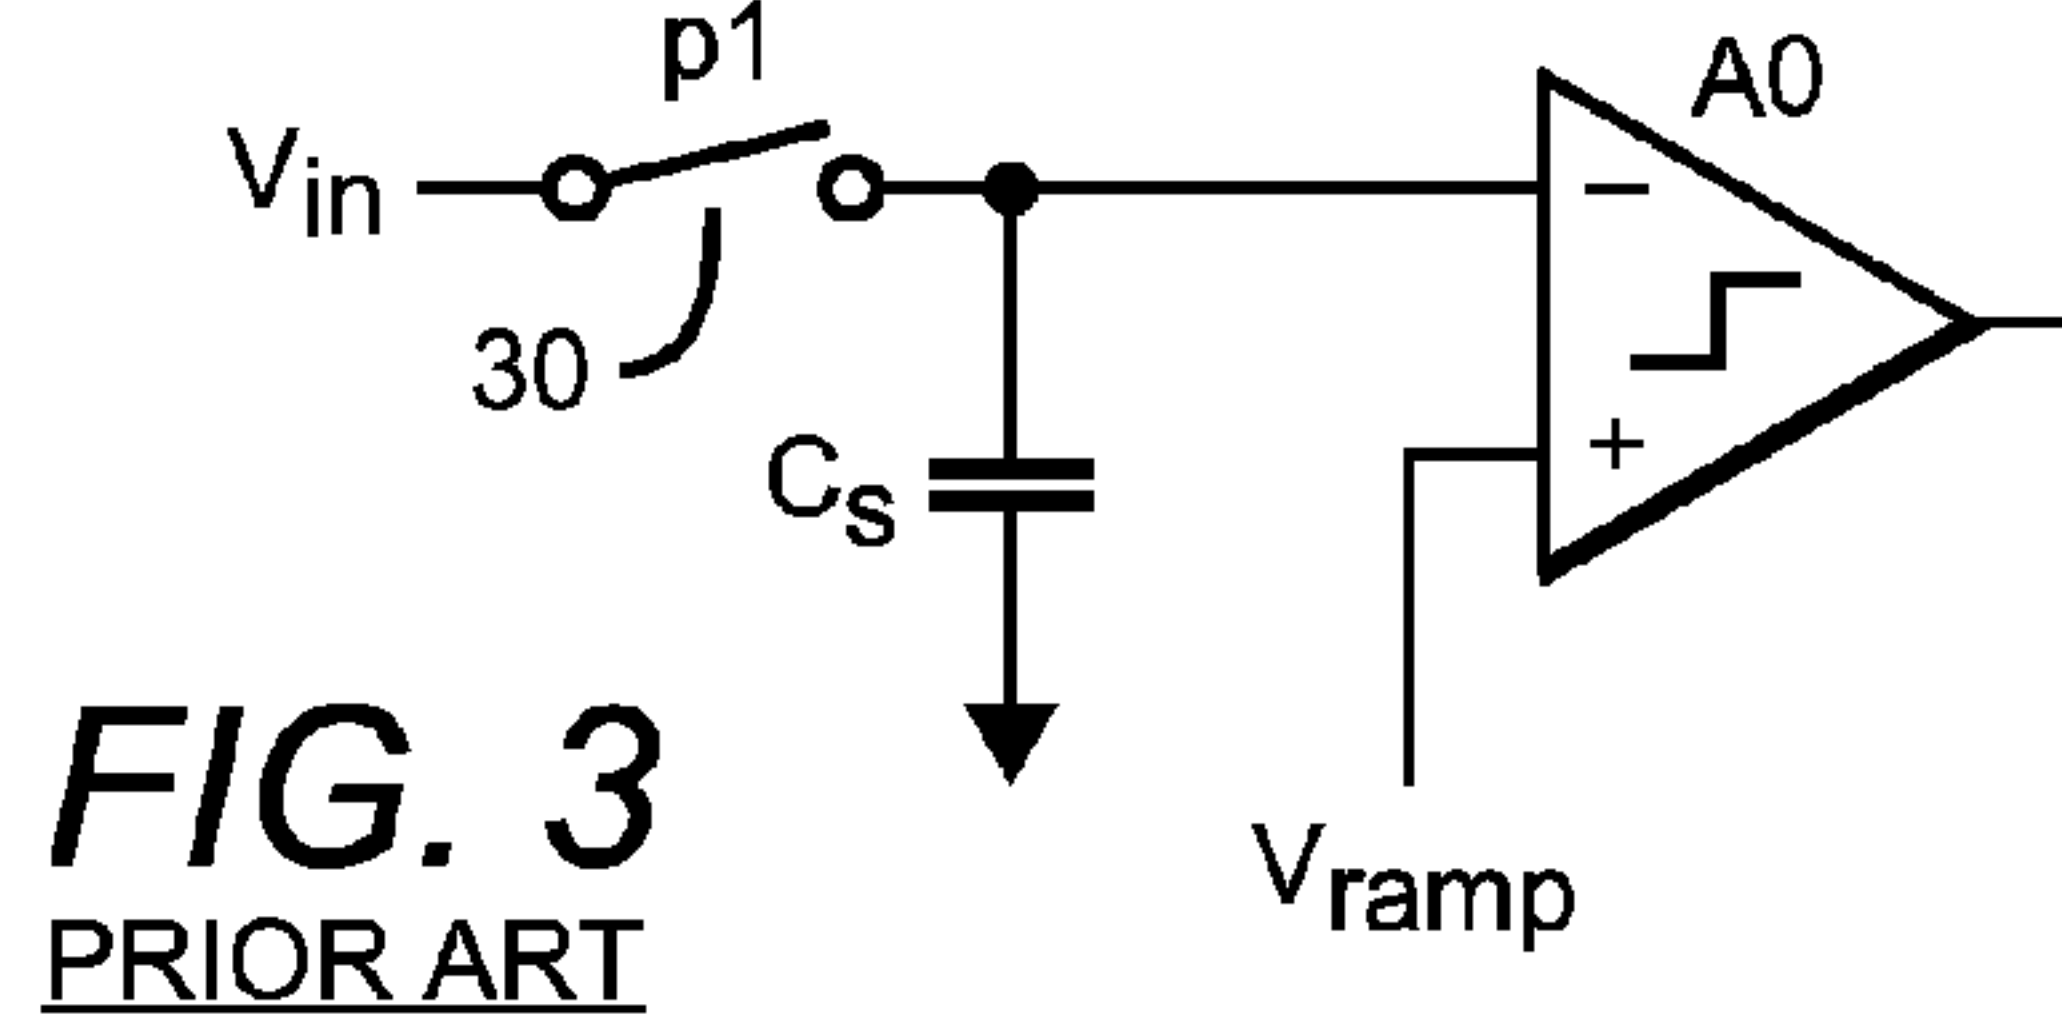 p1
A0
Vin
−
30
+
Cs
Vramp
FIG. 3
PRIOR ART